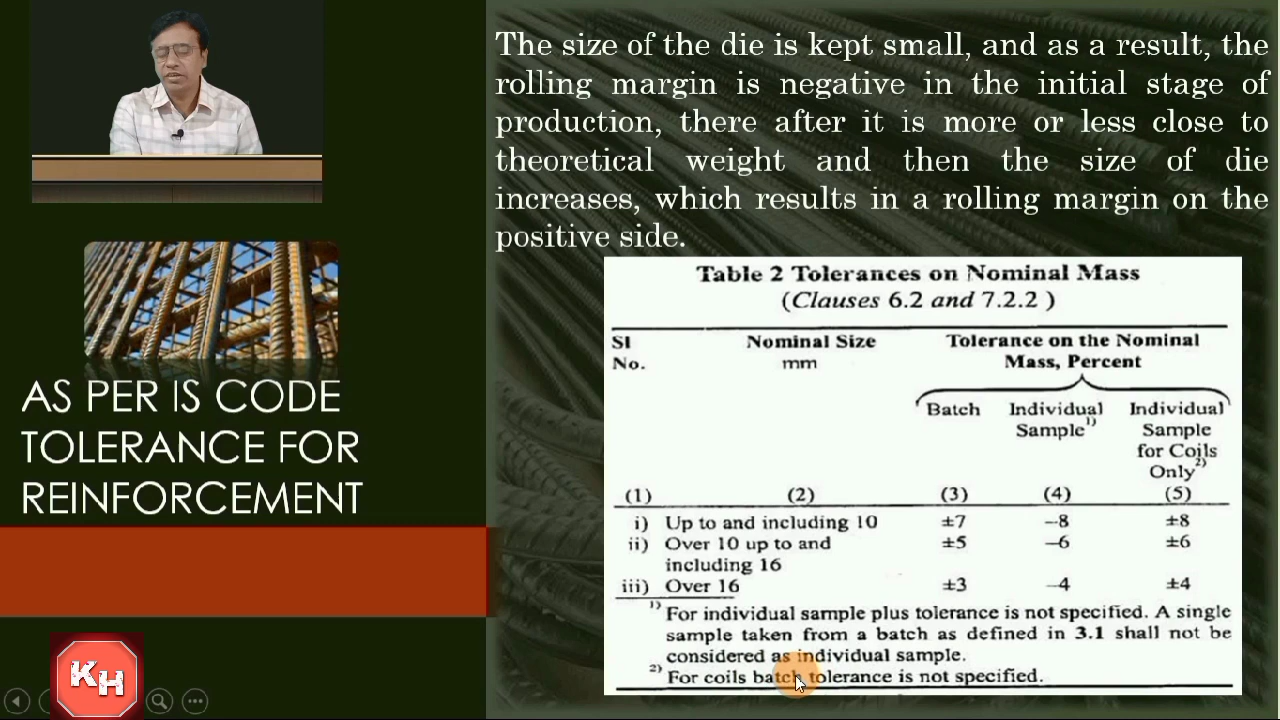 The size of the die is kept small, and as a result, the
rolling margin is negative in the initial stage of
production, there after it is more or less close to
theoretical weight and then the size of die
increases, which results in a rolling margin on the
positive side.
AS PER IS CODE
TOLERANCE FOR
REINFORCEMENT
Table 2 Tolerances on Nominal Mass
(Clauses 6.2 and 7.2.2 )
Sl No. Nominal Size mm Tolerance on the Nominal Mass, Percent
Batch Individual Sample 1) Individual Sample for Coils Only 2)
(1) (2) (3) (4) (5)
i) Up to and including 10 ±7 –8 ±8
ii) Over 10 up to and including 16 ±5 –6 ±6
iii) Over 16 ±3 –4 ±4
1) For individual sample plus tolerance is not specified. A single
sample taken from a batch as defined in 3.1 shall not be
considered as individual sample.
2) For coils batch tolerance is not specified.
KH